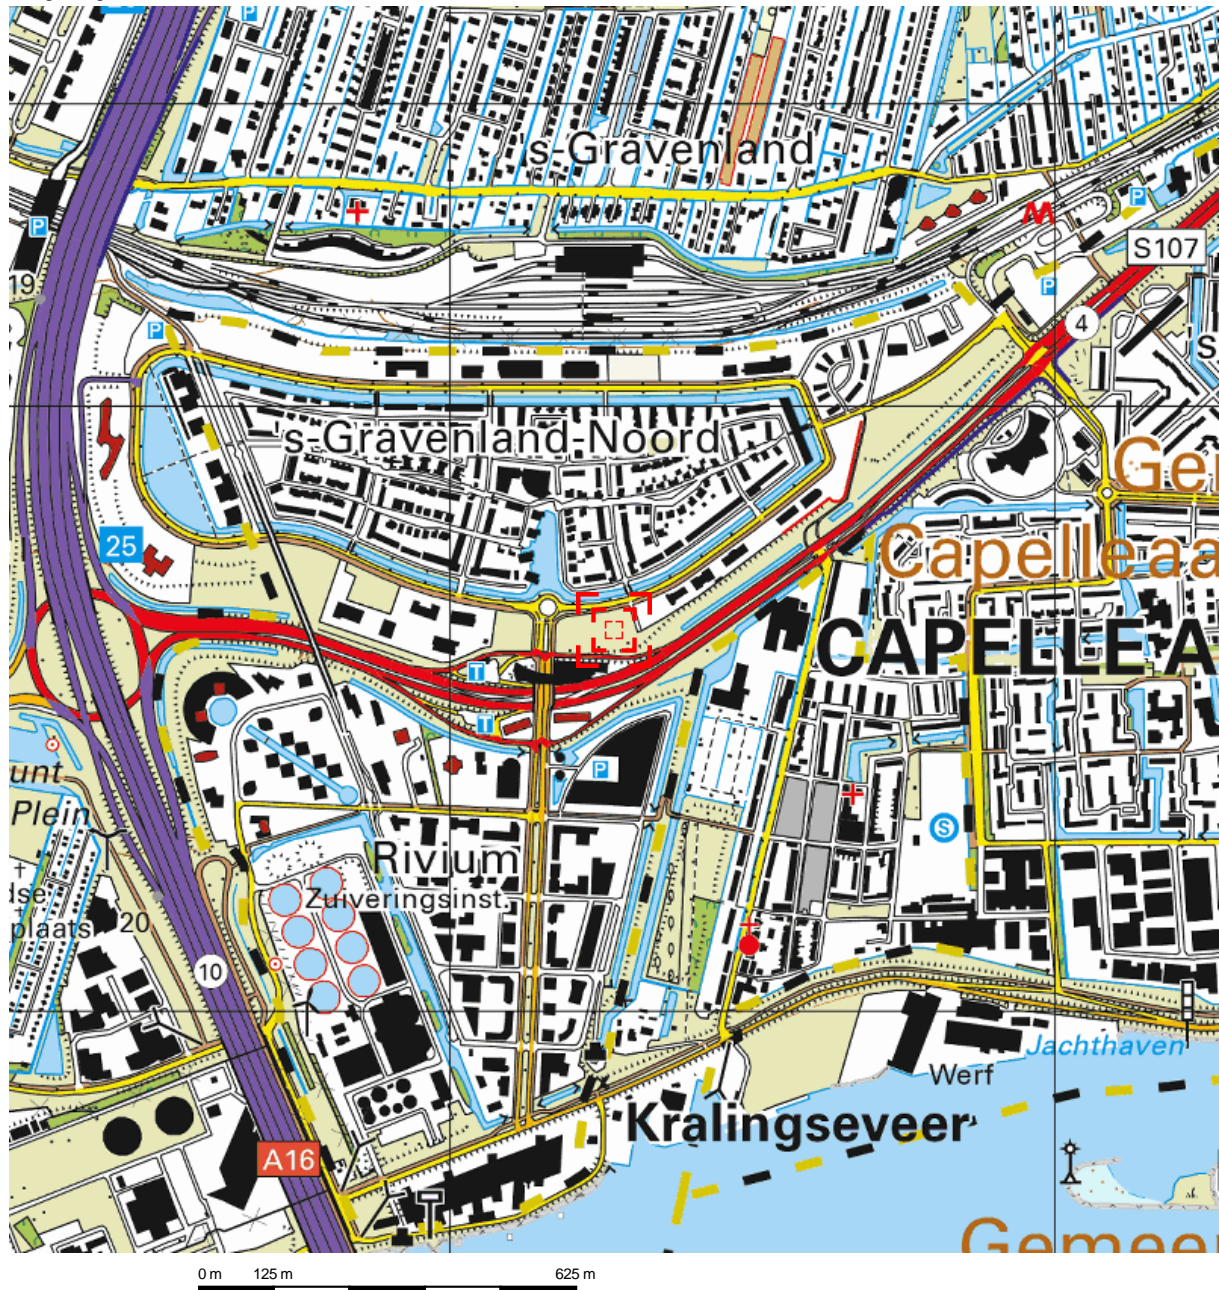 P
's-Gravenland
P
P
S107
19
P
4
P
's-Gravenland-Noord
Ge
25
Capelleaa
CAPELLE A
T
T
P
unt
Plein
S
Rivium
Zuiveringsinst.
dse
plaats
20
10
Jachthaven
Werf
Kralingseveer
A16
Gemeer
0 m 125 m 625 m